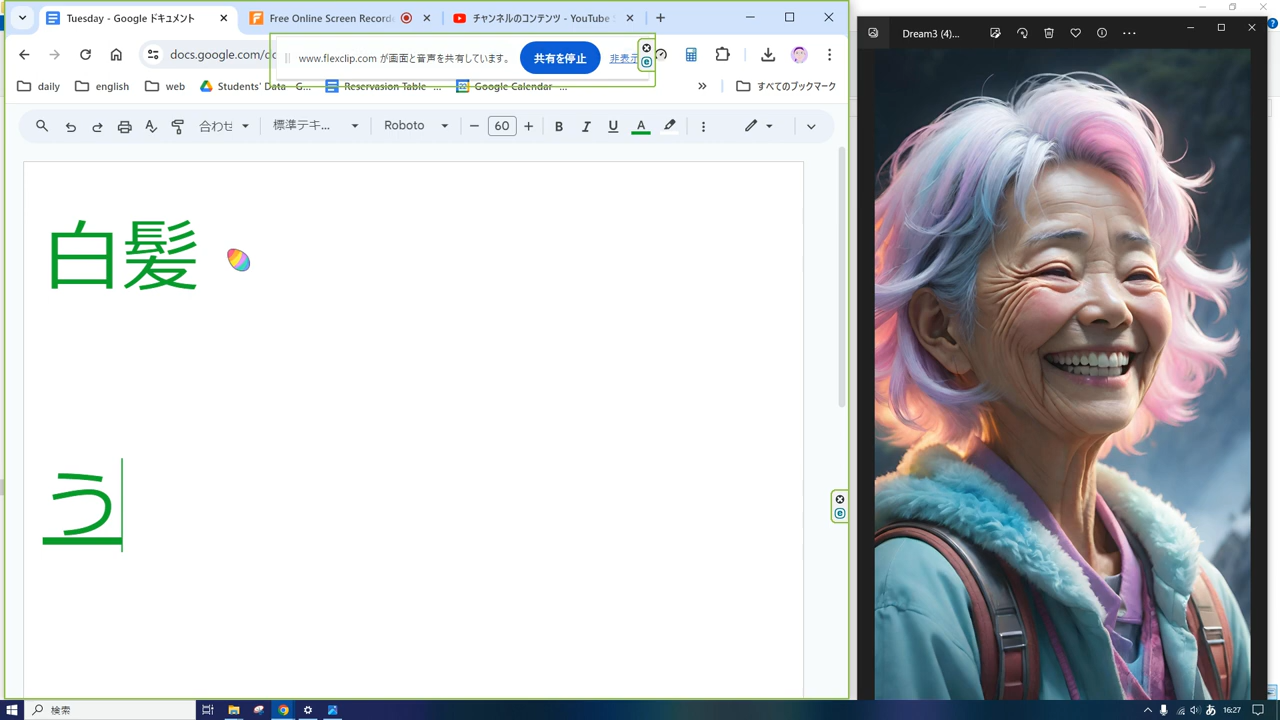 Tuesday - Google ドキュメント
Free Online Screen Record
チャンネルのコンテンツ - YouTube
docs.google.com/
www.flexclip.com が画面と音声を共有しています。
共有を停止
非表示
daily
english
web
Students' Data - G...
Reservasion Table ...
Google Calendar ...
すべてのブックマーク
合わせ
標準テキ...
Roboto
60
B
I
U
A
白髪
う
Dream3 (4)...
検索
あ
16:27